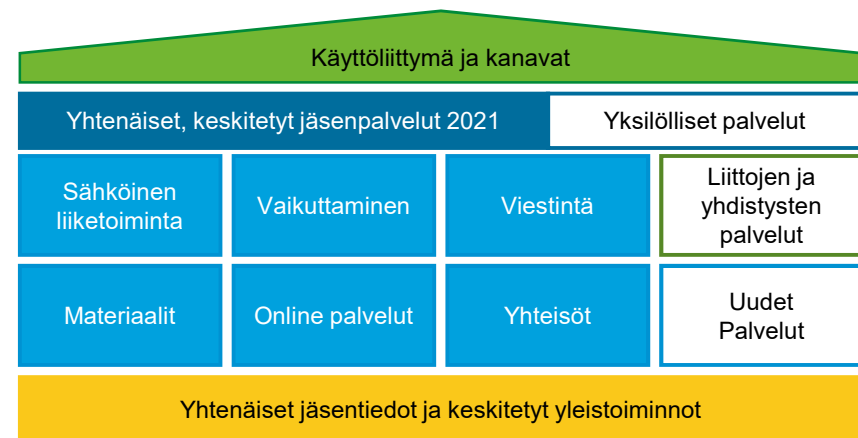 Käyttöliittymä ja kanavat
Yhtenäiset, keskitetyt jäsenpalvelut 2021
Yksilölliset palvelut
Sähköinen
liiketoiminta
Vaikuttaminen
Viestintä
Liittojen ja
yhdistysten
palvelut
Materiaalit
Online palvelut
Yhteisöt
Uudet
Palvelut
Yhtenäiset jäsentiedot ja keskitetyt yleistoiminnot